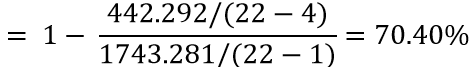 = 1 − 442.292/(22 − 4) / 1743.281/(22 − 1) = 70.40%